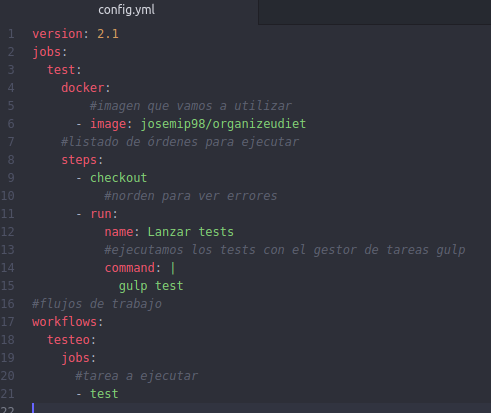 config.yml
1 version: 2.1
2 jobs:
3   test:
4     docker:
5         #imagen que vamos a utilizar
6       - image: josemip98/organizeudiet
7     #listado de órdenes para ejecutar
8     steps:
9       - checkout
10           #norden para ver errores
11       - run:
12           name: Lanzar tests
13           #ejecutamos los tests con el gestor de tareas gulp
14           command: |
15             gulp test
16 #flujos de trabajo
17 workflows:
18   testeo:
19     jobs:
20       #tarea a ejecutar
21       - test
22